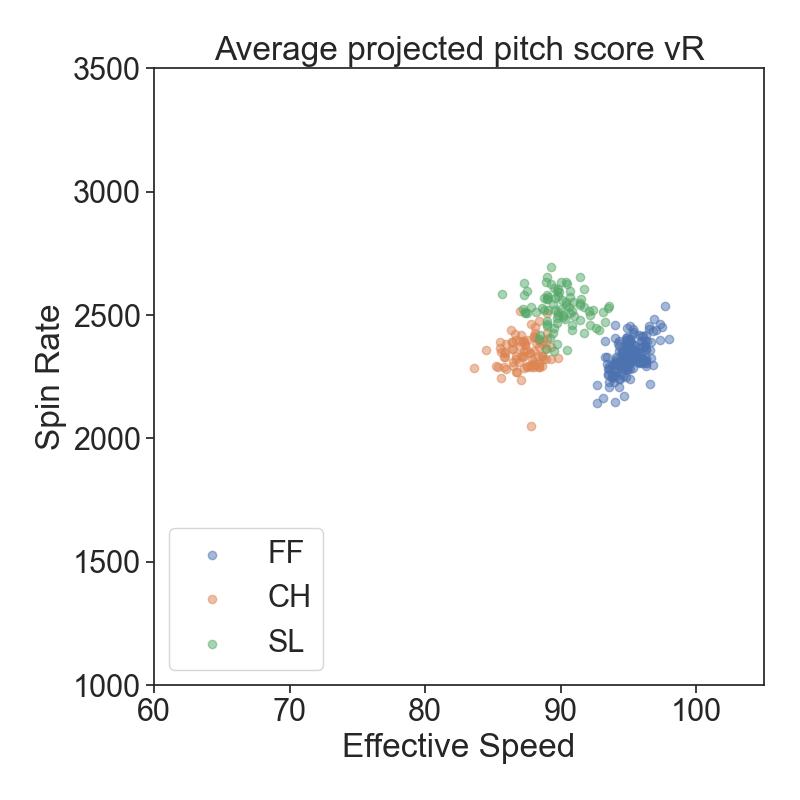 Average projected pitch score vR
3500
3000
2500
2000
1500
1000
Spin Rate
FF
CH
SL
60 70 80 90 100
Effective Speed